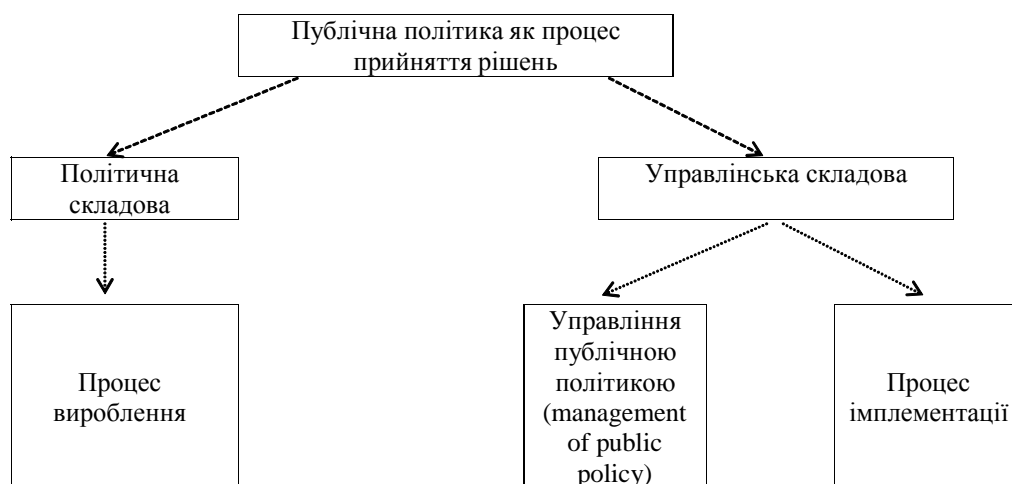 Публічна політика як процес
прийняття рішень
Політична
складова
Управлінська складова
Процес
вироблення
Управління
публічною
політикою
(management
of public
policy)
Процес
імплементації